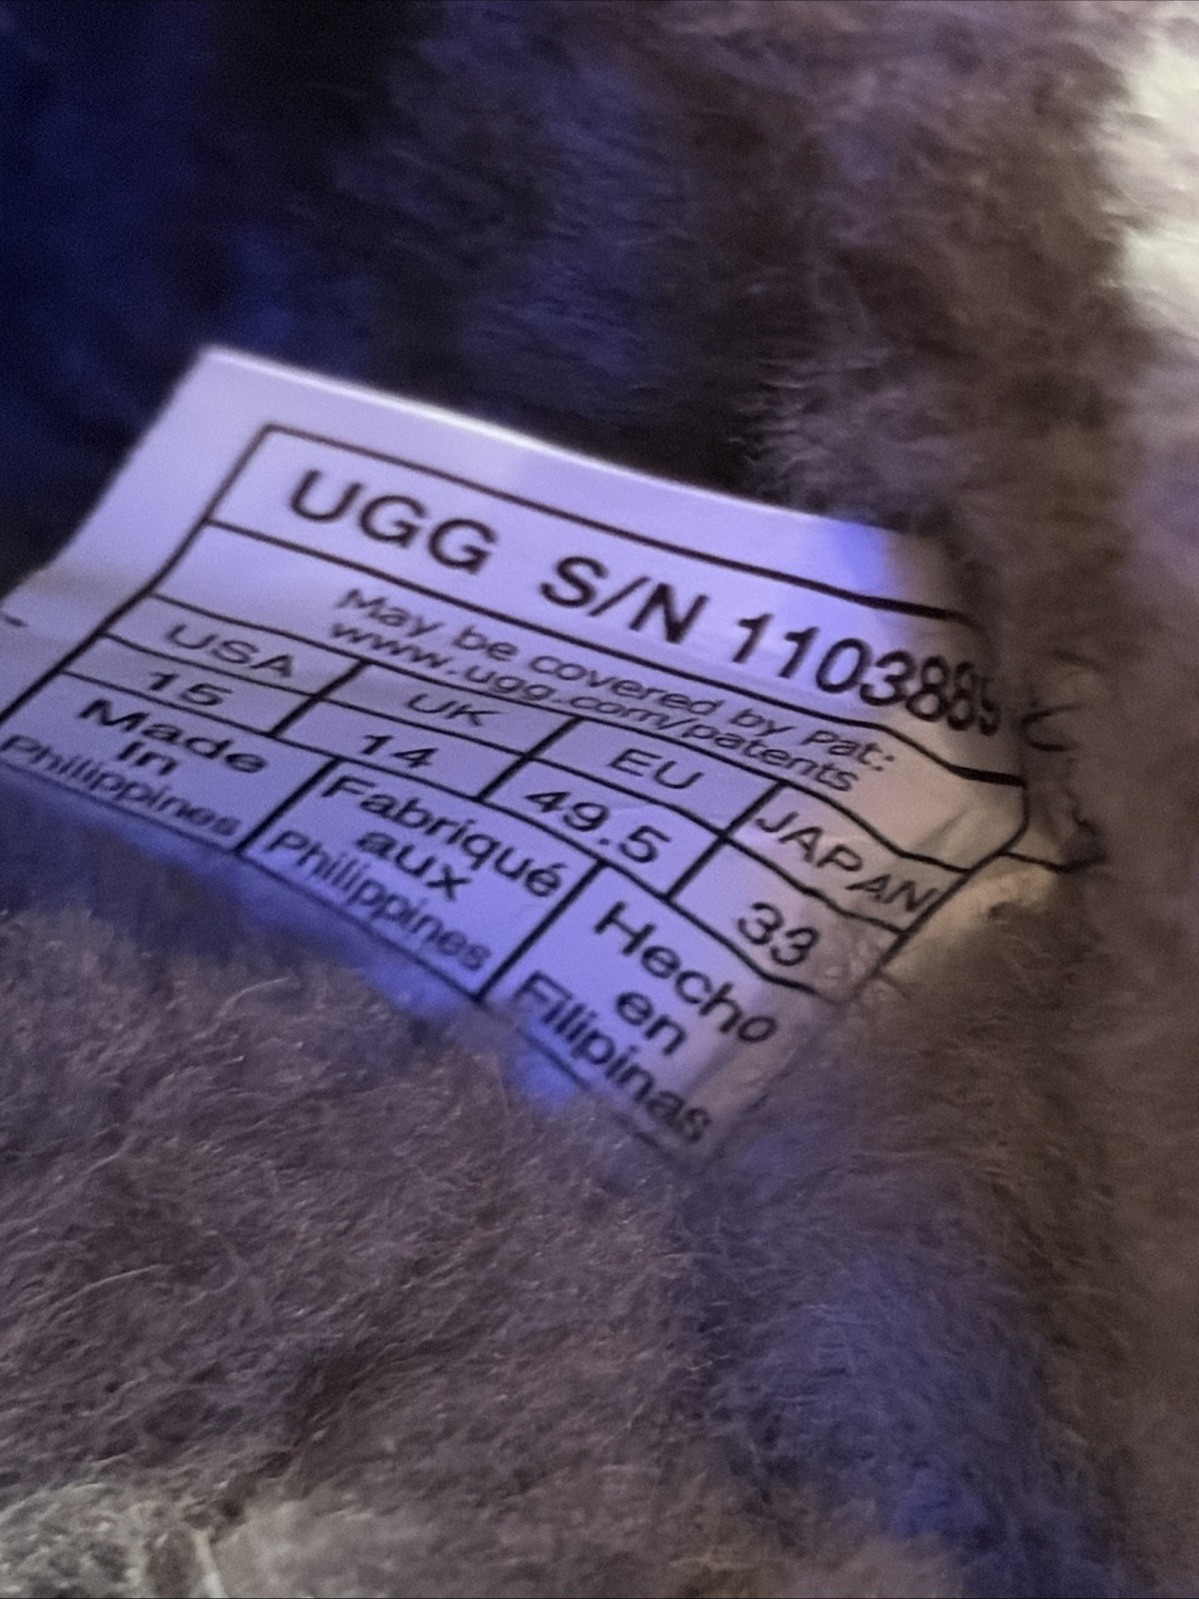 UGG S/N 1103889
May be covered by pat:
www.ugg.com/patents
USA UK EU JAPAN
15 14 49.5 33
Made
in
Philippines
Fabriqué
aux
Philippines
Hecho
en
Filipinas